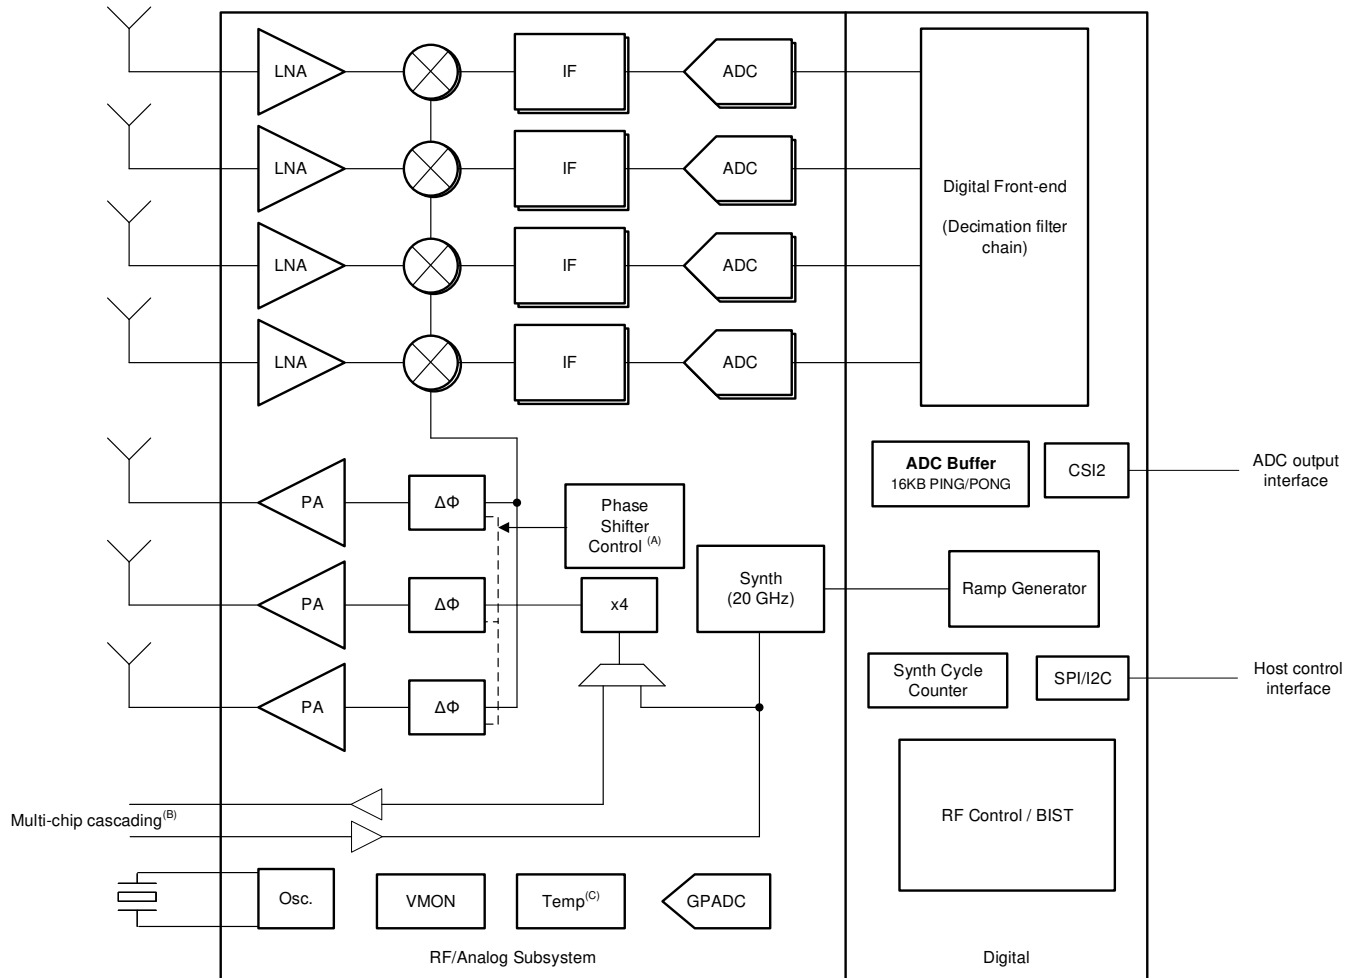 LNA
IF
ADC
LNA
IF
ADC
Digital Front-end
(Decimation filter
chain)
LNA
IF
ADC
LNA
IF
ADC
ADC Buffer
16KB PING/PONG
CSI2
ADC output
interface
PA
ΔΦ
Phase
Shifter
Control (A)
PA
ΔΦ
x4
Synth
(20 GHz)
Ramp Generator
PA
ΔΦ
Synth Cycle
Counter
SPI/I2C
Host control
interface
Multi-chip cascading(B)
RF Control / BIST
Osc.
VMON
Temp(C)
GPADC
RF/Analog Subsystem
Digital